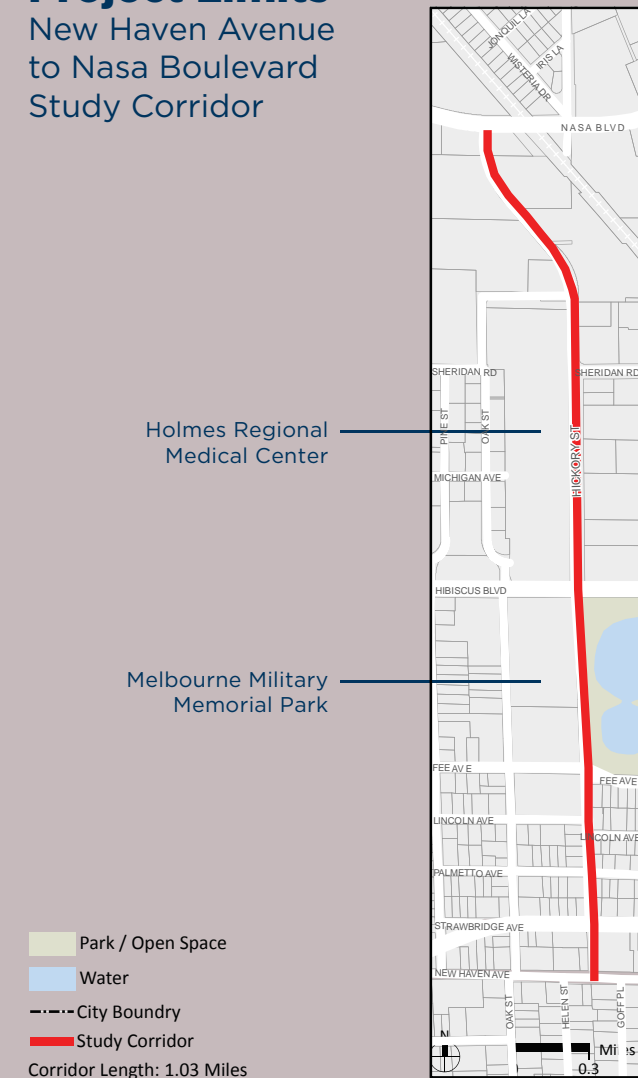 Project Limits
New Haven Avenue
to Nasa Boulevard
Study Corridor
JONQUIL LA
IRIS LA
WISTERIA DR
NASA BLVD
SHERIDAN RD
SHERIDAN RD
Holmes Regional
Medical Center
PINE ST
OAK ST
HICKORY ST
MICHIGAN AVE
HIBISCUS BLVD
Melbourne Military
Memorial Park
FEE AVE
FEE AVE
LINCOLN AVE
LINCOLN AVE
PALMETTO AVE
STRAWBRIDGE AVE
NEW HAVEN AVE
OAK ST
HELEN ST
GOFF PL
Park / Open Space
Water
City Boundry
Study Corridor
Corridor Length: 1.03 Miles
N
0
0.3
Miles